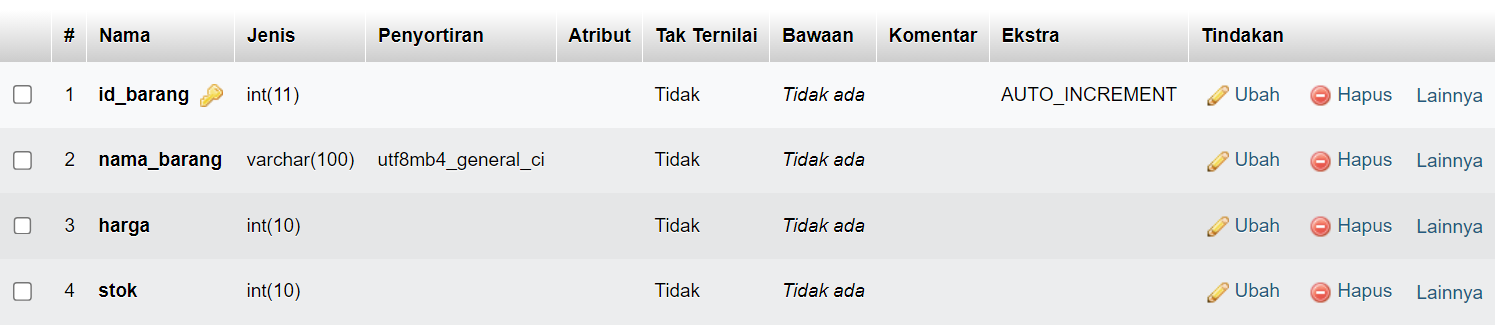 # Nama Jenis Penyortiran Atribut Tak Ternilai Bawaan Komentar Ekstra Tindakan
1 id_barang int(11) Tidak Tidak ada AUTO_INCREMENT Ubah Hapus Lainnya
2 nama_barang varchar(100) utf8mb4_general_ci Tidak Tidak ada Ubah Hapus Lainnya
3 harga int(10) Tidak Tidak ada Ubah Hapus Lainnya
4 stok int(10) Tidak Tidak ada Ubah Hapus Lainnya